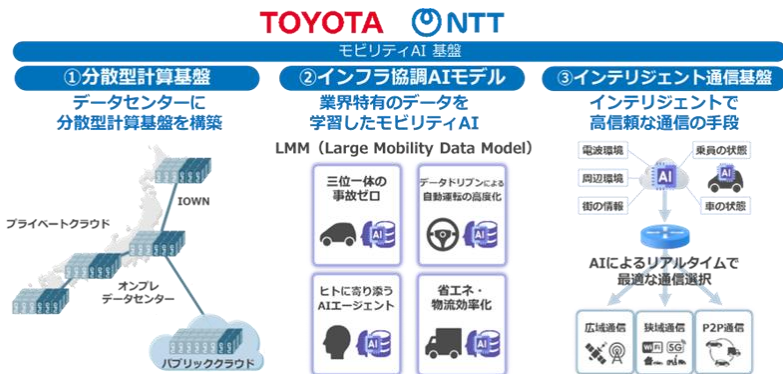 TOYOTA NTT
モビリティAI 基盤
①分散型計算基盤
データセンターに
分散型計算基盤を構築
IOWN
プライベートクラウド
オンプレ
データセンター
パブリッククラウド
②インフラ協調AIモデル
業界特有のデータを
学習したモビリティAI
LMM（Large Mobility Data Model）
三位一体の
事故ゼロ
AI
データドリブンによる
自動運転の高度化
AI
ヒトに寄り添う
AIエージェント
AI
省エネ・
物流効率化
AI
③インテリジェント通信基盤
インテリジェントで
高信頼な通信の手段
電波環境
乗員の状態
周辺環境
AI
AI
街の情報
車の状態
AIによるリアルタイムで
最適な通信選択
広域通信
狭域通信
Wi Fi 5G
P2P通信